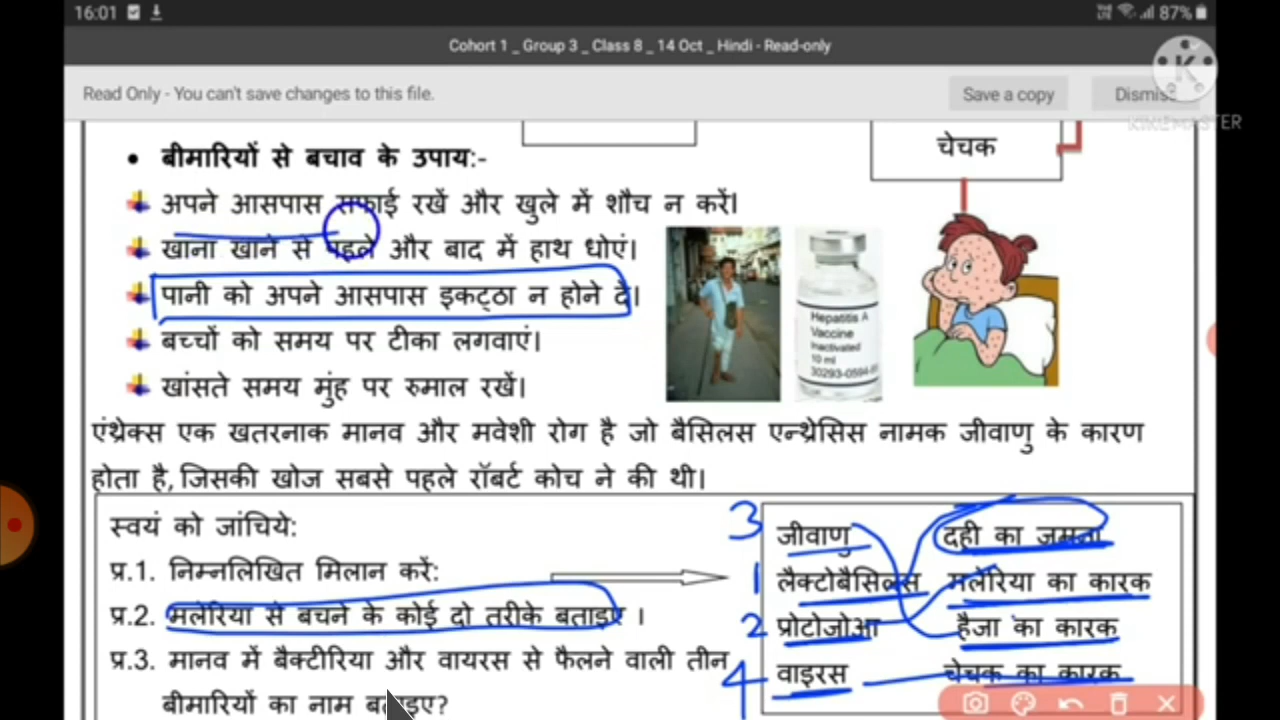 16:01 87%
Cohort 1 _ Group 3 _ Class 8 _ 14 Oct _ Hindi - Read-only
Read Only - You can't save changes to this file. Save a copy Dismiss
K
KINEMASTER
चेचक
• बीमारियों से बचाव के उपाय:-
अपने आसपास सफाई रखें और खुले में शौच न करें।
खाना खाने से पहले और बाद में हाथ धोएं।
पानी को अपने आसपास इकट्ठा न होने दें।
बच्चों को समय पर टीका लगवाएं।
खांसते समय मुंह पर रुमाल रखें।
Hepatitis A
Vaccine
Inactivated
10 ml
एंथ्रेक्स एक खतरनाक मानव और मवेशी रोग है जो बैसिलस एन्थ्रेसिस नामक जीवाणु के कारण
होता है, जिसकी खोज सबसे पहले रॉबर्ट कोच ने की थी।
स्वयं को जांचिये:
प्र.1. निम्नलिखित मिलान करें:
प्र.2. मलेरिया से बचने के कोई दो तरीके बताइए ।
प्र.3. मानव में बैक्टीरिया और वायरस से फैलने वाली तीन
बीमारियों का नाम बताइए?
3 जीवाणु दही का जमना
1 लैक्टोबैसिलस मलेरिया का कारक
2 प्रोटोजोआ हैजा का कारक
4 वाइरस चेचक का कारक